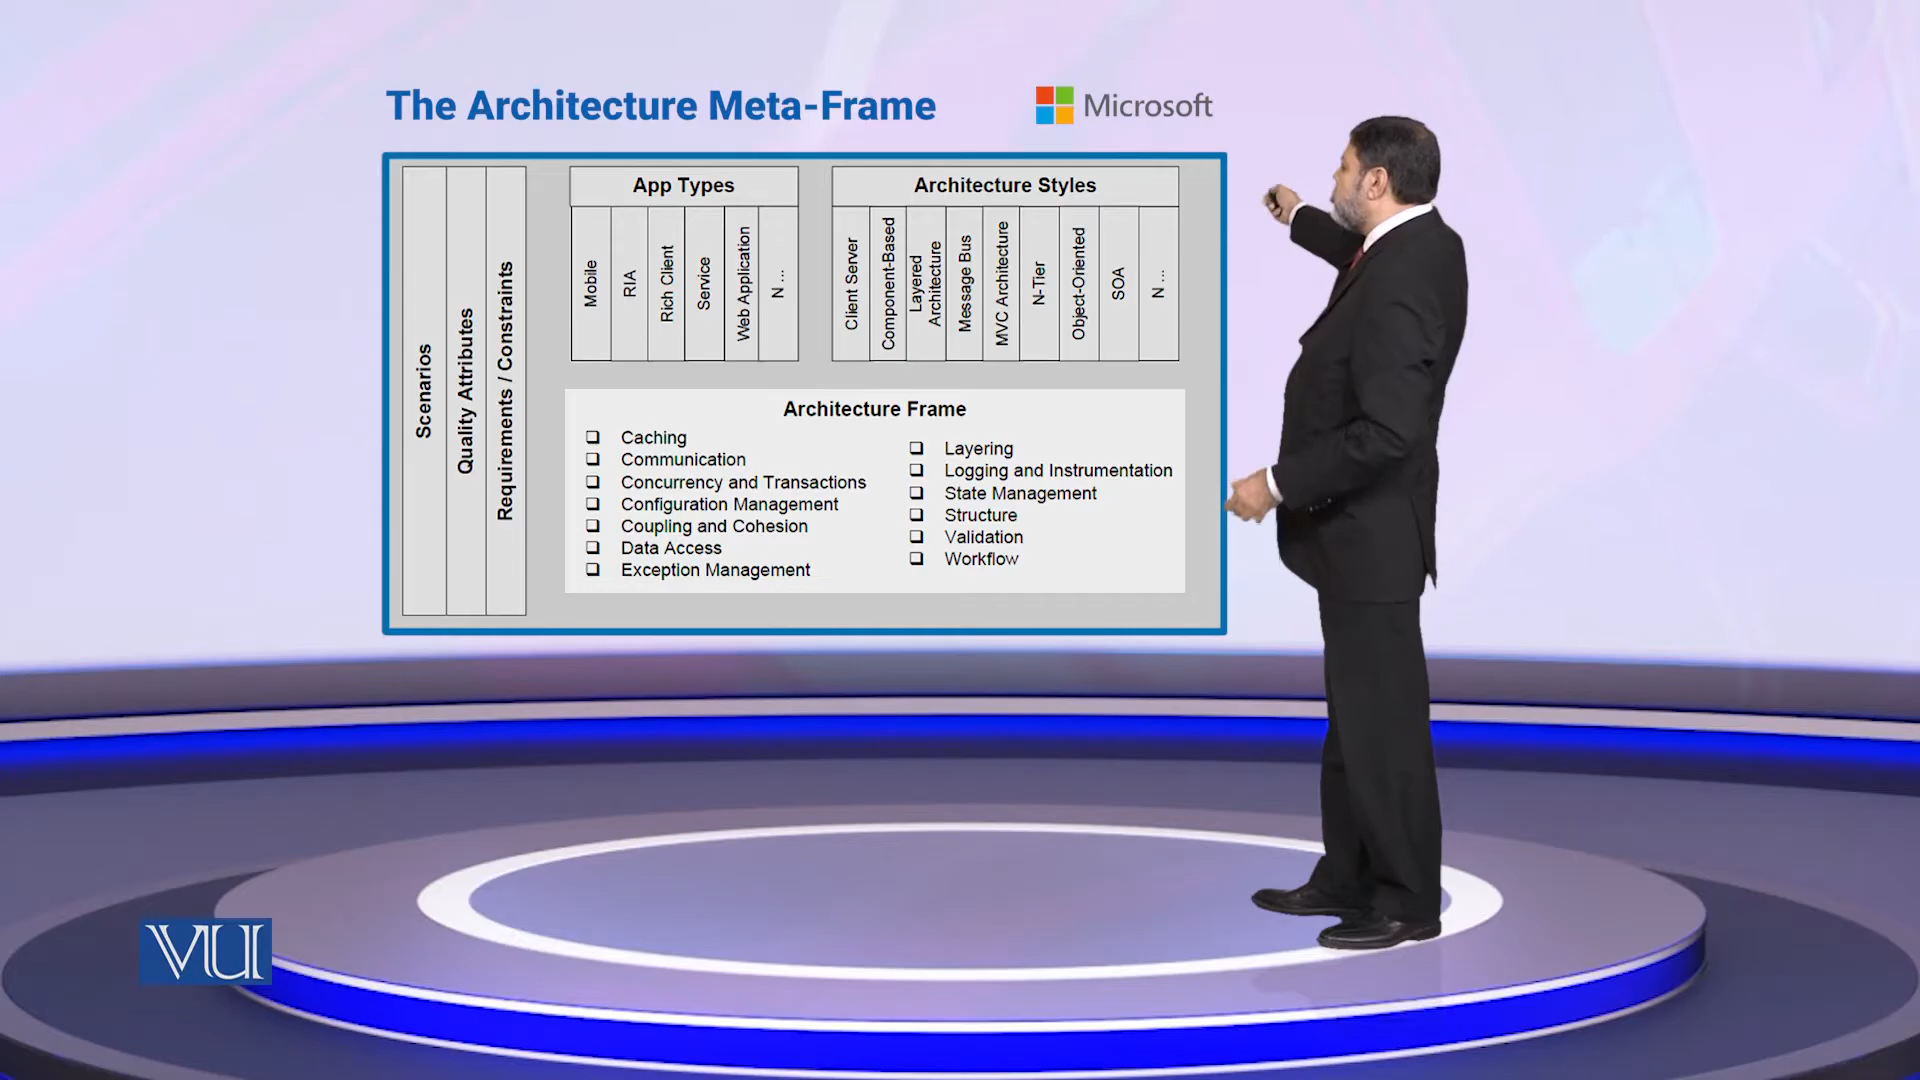 The Architecture Meta-Frame
Microsoft
Scenarios
Quality Attributes
Requirements / Constraints
App Types
Mobile
RIA
Rich Client
Service
Web Application
N ...
Architecture Styles
Client Server
Component-Based
Layered
Architecture
Message Bus
MVC Architecture
N-Tier
Object-Oriented
SOA
N ...
Architecture Frame
Caching
Communication
Concurrency and Transactions
Configuration Management
Coupling and Cohesion
Data Access
Exception Management
Layering
Logging and Instrumentation
State Management
Structure
Validation
Workflow
VU